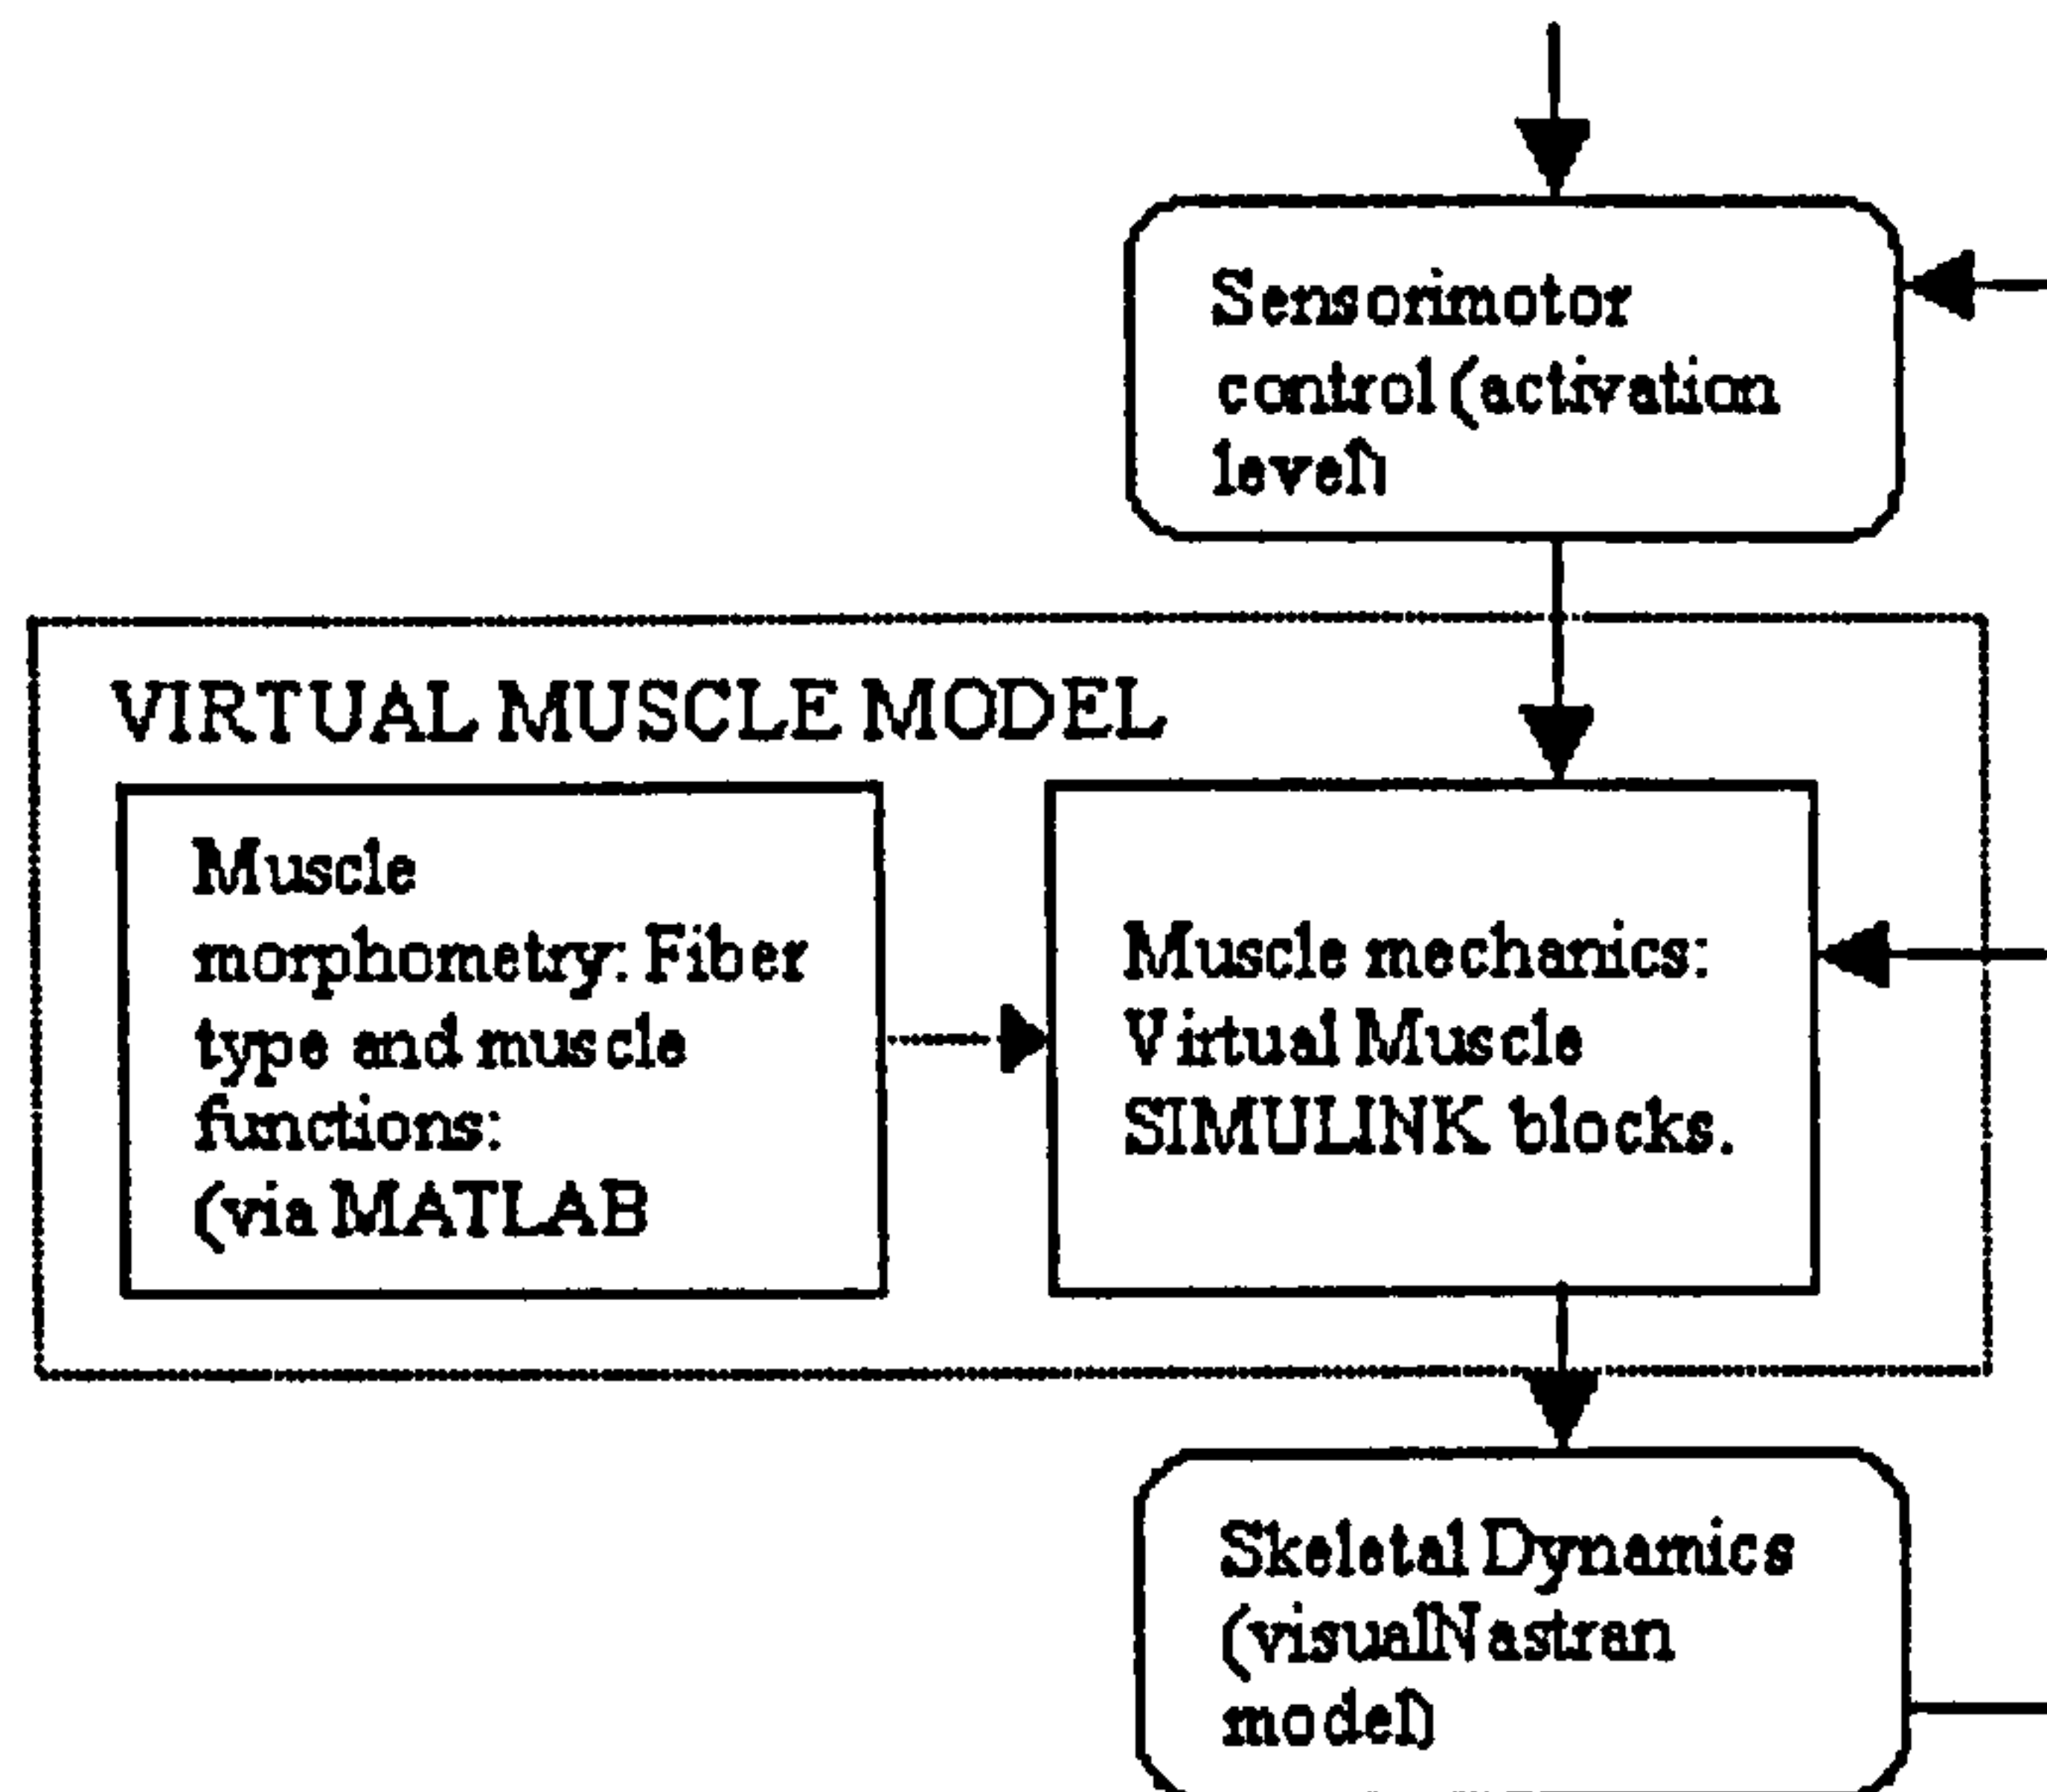 Sensorimotor
control (activation
level)
VIRTUAL MUSCLE MODEL
Muscle
morphometry: Fiber
type and muscle
functions:
(via MATLAB
Muscle mechanics:
Virtual Muscle
SIMULINK blocks.
Skeletal Dynamics
(visualNastran
model)